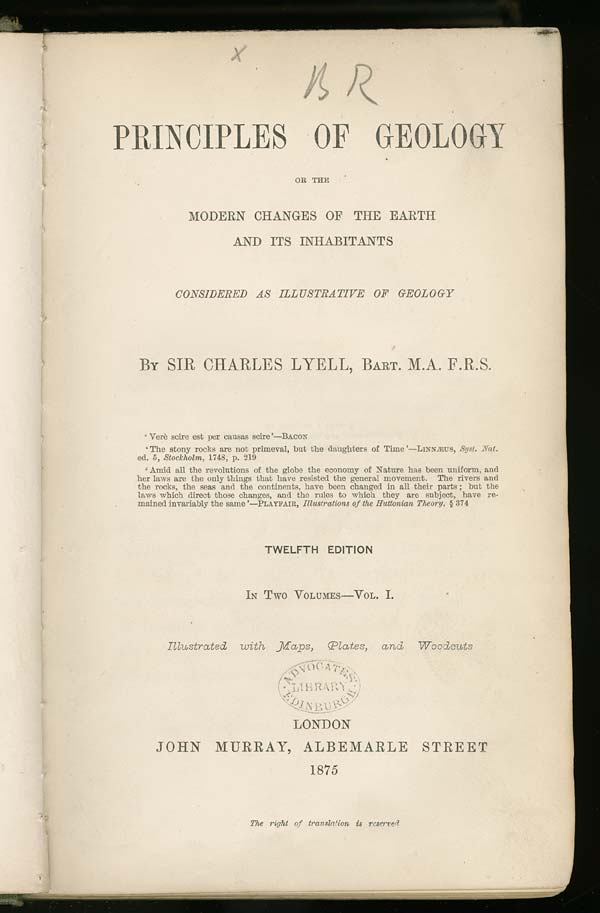 x
BR
PRINCIPLES OF GEOLOGY
OR THE
MODERN CHANGES OF THE EARTH
AND ITS INHABITANTS
CONSIDERED AS ILLUSTRATIVE OF GEOLOGY
BY SIR CHARLES LYELL, BART. M.A. F.R.S.
‘Verè scire est per causas scire’—BACON
‘The stony rocks are not primeval, but the daughters of Time’—LINNÆUS, Syst. Nat.
ed. 5, Stockholm, 1748, p. 219
‘Amid all the revolutions of the globe the economy of Nature has been uniform, and
her laws are the only things that have resisted the general movement. The rivers and
the rocks, the seas and the continents, have been changed in all their parts; but the
laws which direct those changes, and the rules to which they are subject, have re-
mained invariably the same’—PLAYFAIR, Illustrations of the Huttonian Theory, § 374
TWELFTH EDITION
IN TWO VOLUMES—VOL. I.
Illustrated with Maps, Plates, and Woodcuts
ADVOCATES
LIBRARY
EDINBURGH
LONDON
JOHN MURRAY, ALBEMARLE STREET
1875
The right of translation is reserved